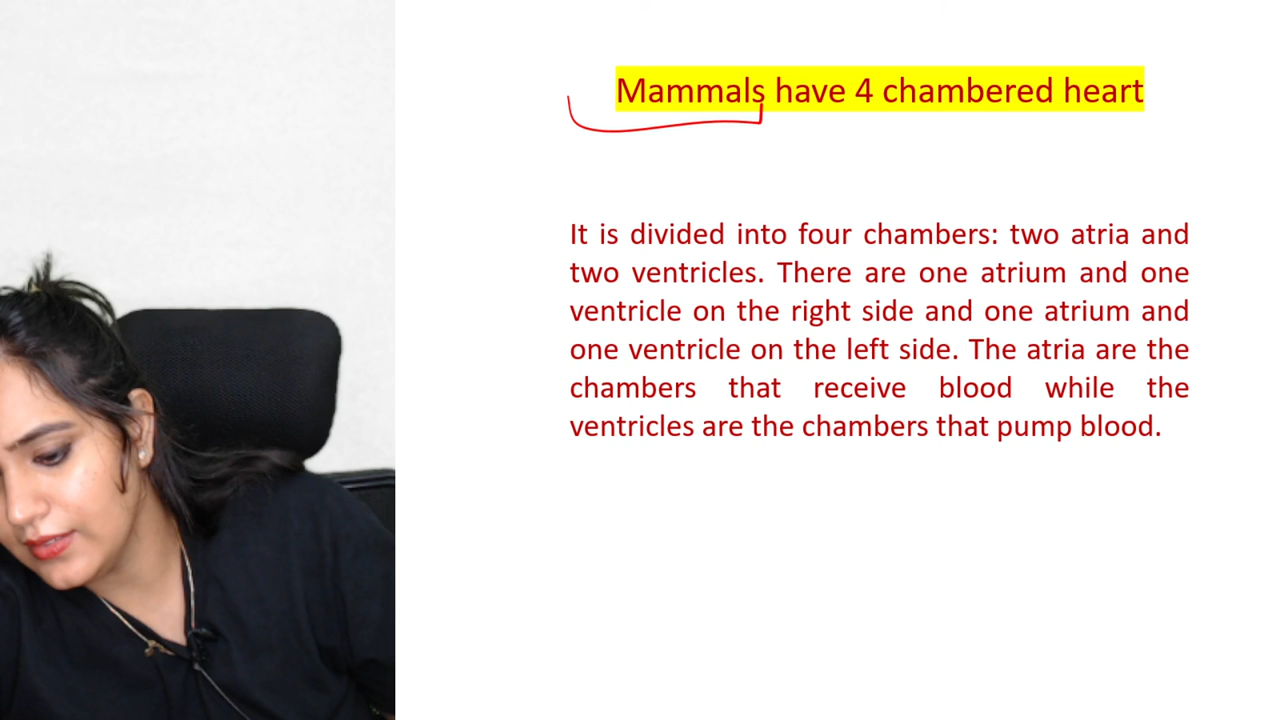 Mammals have 4 chambered heart
It is divided into four chambers: two atria and
two ventricles. There are one atrium and one
ventricle on the right side and one atrium and
one ventricle on the left side. The atria are the
chambers that receive blood while the
ventricles are the chambers that pump blood.